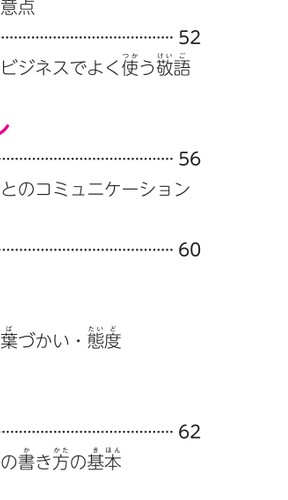 意点
52
ビジネスでよく使う敬語
56
とのコミュニケーション
60
葉づかい・態度
62
の書き方の基本